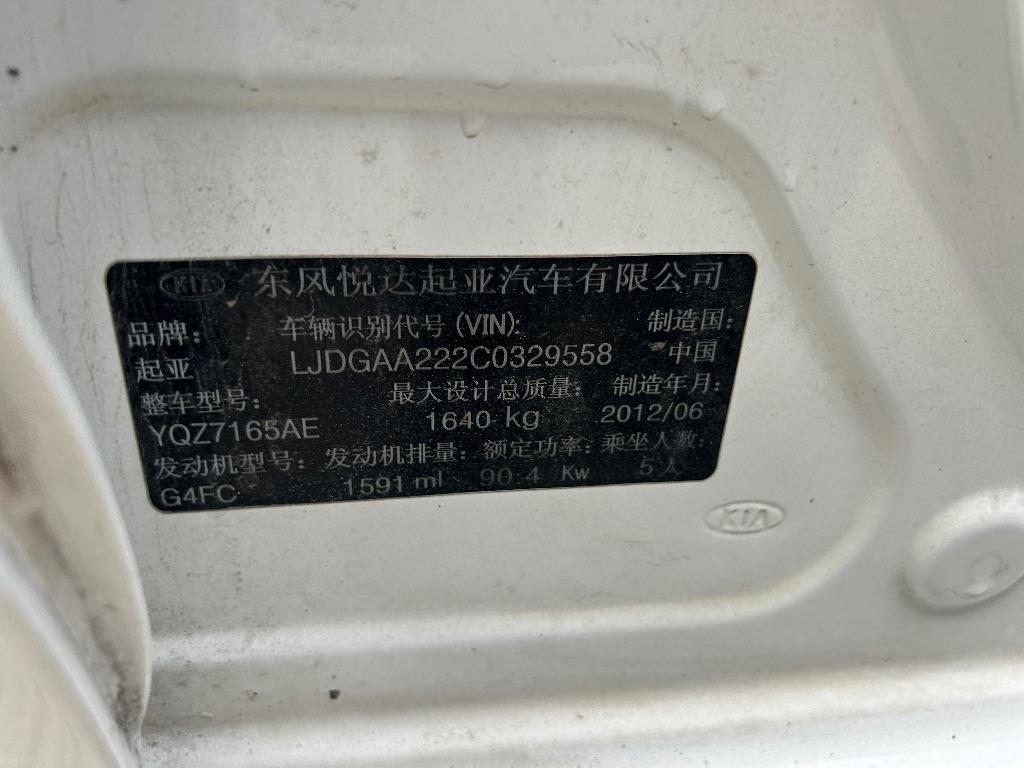 KIA 东风悦达起亚汽车有限公司
品牌: 车辆识别代号(VIN): 制造国:
起亚 LJDGAA222C0329558 中国
整车型号: 最大设计总质量: 制造年月:
YQZ7165AE 1640 kg 2012/06
发动机型号: 发动机排量: 额定功率: 乘坐人数:
G4FC 1591 ml 90.4 Kw 5人
KIA